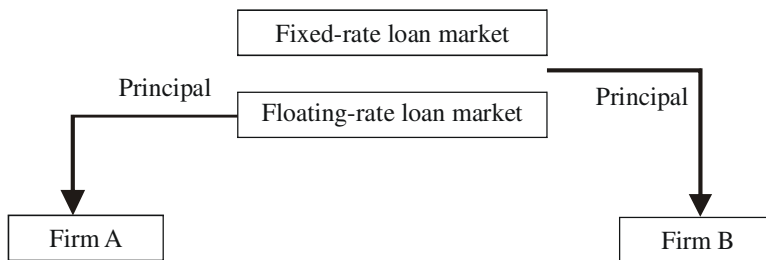 Fixed-rate loan market
Principal
Principal
Floating-rate loan market
Firm A
Firm B